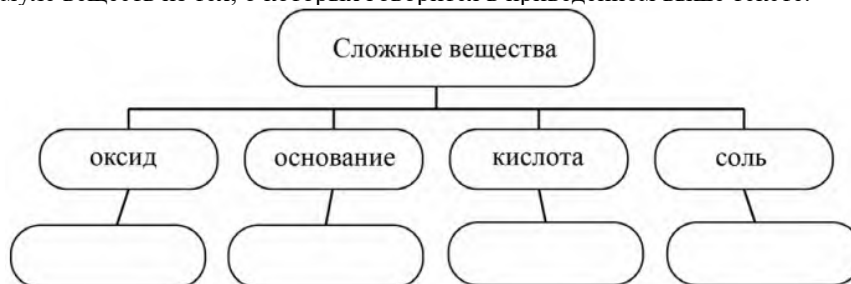 Сложные вещества
оксид
основание
кислота
соль